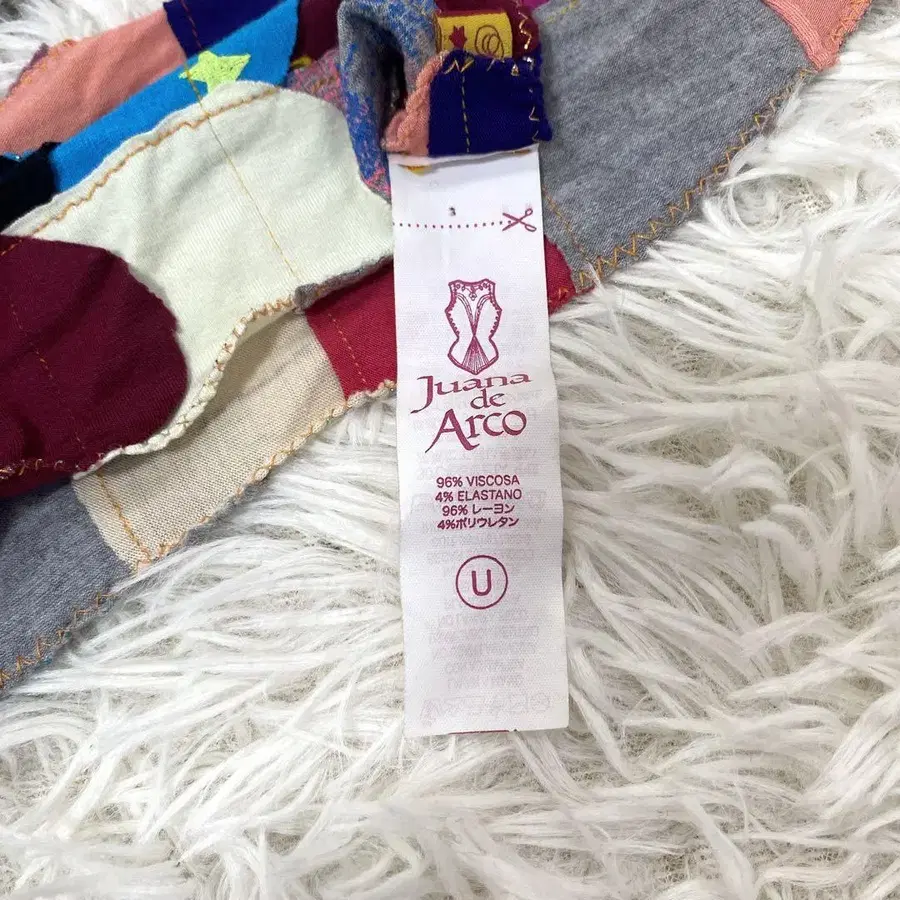 Juana
de
Arco
96% VISCOSA
4% ELASTANO
96% レーヨン
4%ポリウレタン
U